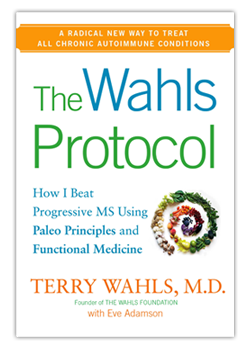 A RADICAL NEW WAY TO TREAT
ALL CHRONIC AUTOIMMUNE CONDITIONS
The Wahls
Protocol
How I Beat
Progressive MS Using
Paleo Principles and
Functional Medicine
TERRY WAHLS, M.D.
Founder of THE WAHLS FOUNDATION
with Eve Adamson